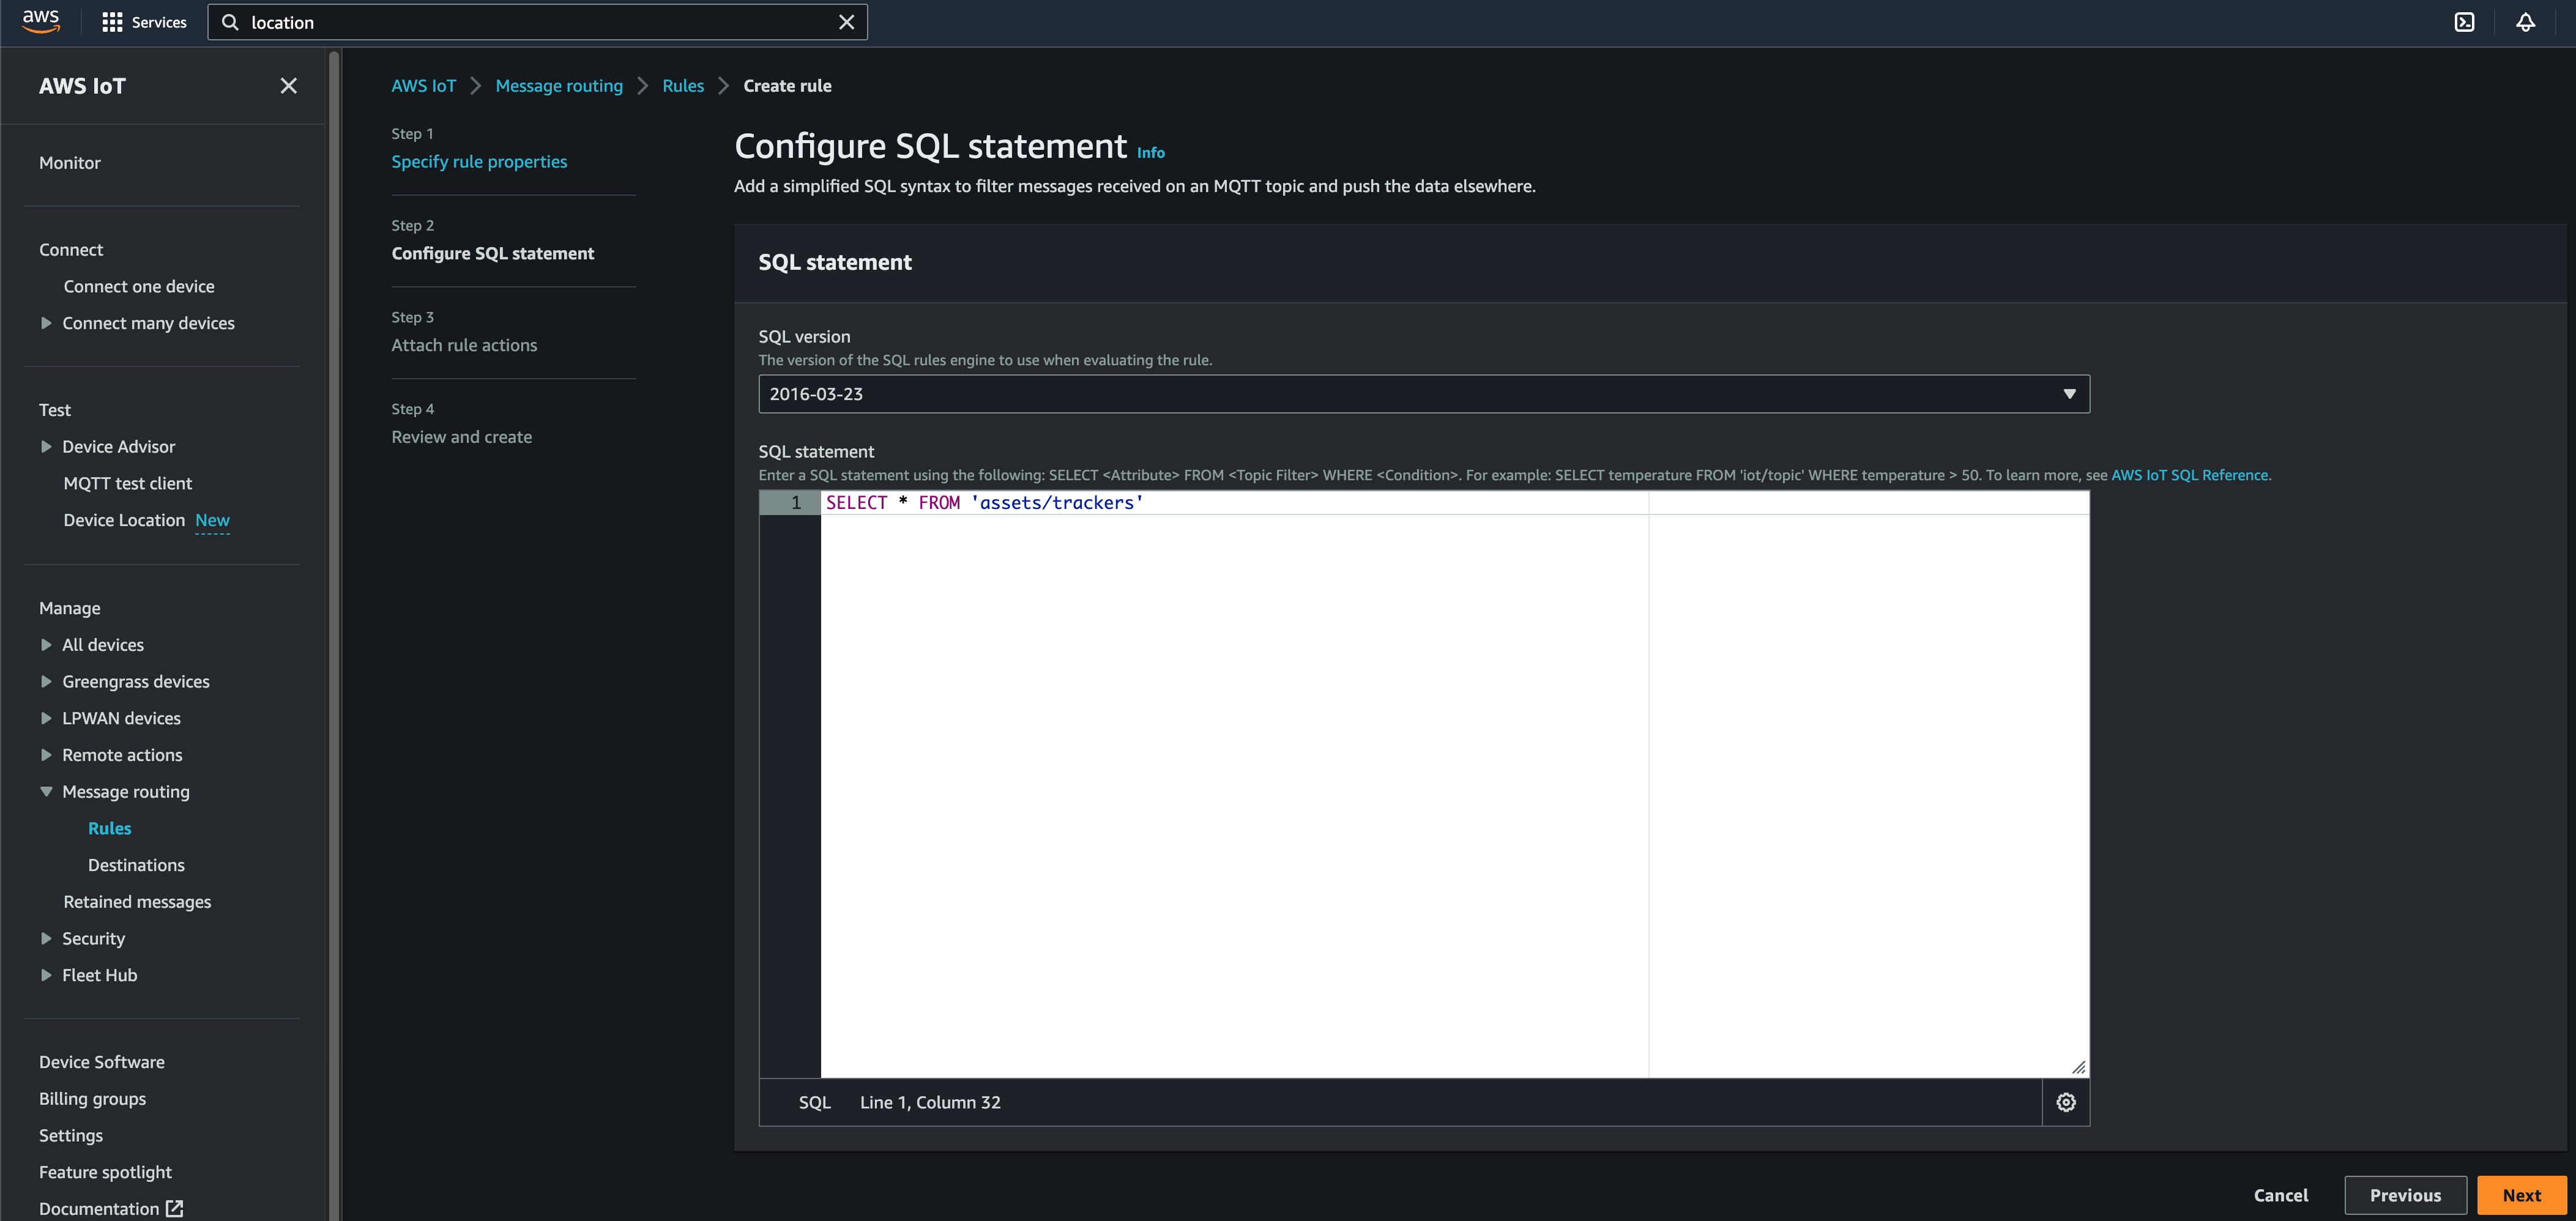 aws
Services
location
AWS IoT
Monitor
Connect
Connect one device
Connect many devices
Test
Device Advisor
MQTT test client
Device Location New
Manage
All devices
Greengrass devices
LPWAN devices
Remote actions
Message routing
Rules
Destinations
Retained messages
Security
Fleet Hub
Device Software
Billing groups
Settings
Feature spotlight
Documentation
AWS IoT > Message routing > Rules > Create rule
Step 1
Specify rule properties
Step 2
Configure SQL statement
Step 3
Attach rule actions
Step 4
Review and create
Configure SQL statement Info
Add a simplified SQL syntax to filter messages received on an MQTT topic and push the data elsewhere.
SQL statement
SQL version
The version of the SQL rules engine to use when evaluating the rule.
2016-03-23
SQL statement
Enter a SQL statement using the following: SELECT <Attribute> FROM <Topic Filter> WHERE <Condition>. For example: SELECT temperature FROM 'iot/topic' WHERE temperature > 50. To learn more, see AWS IoT SQL Reference.
1 SELECT * FROM 'assets/trackers'
SQL Line 1, Column 32
Cancel Previous Next